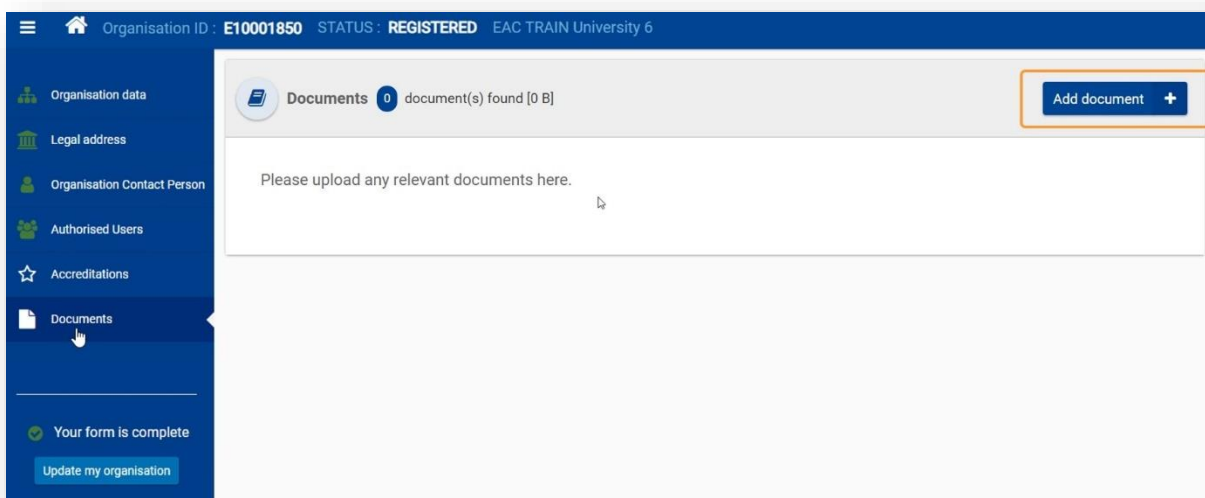 Organisation ID : E10001850 STATUS : REGISTERED EAC TRAIN University 6
Organisation data
Legal address
Organisation Contact Person
Authorised Users
Accreditations
Documents
Your form is complete
Update my organisation
Documents 0 document(s) found [0 B]
Add document +
Please upload any relevant documents here.